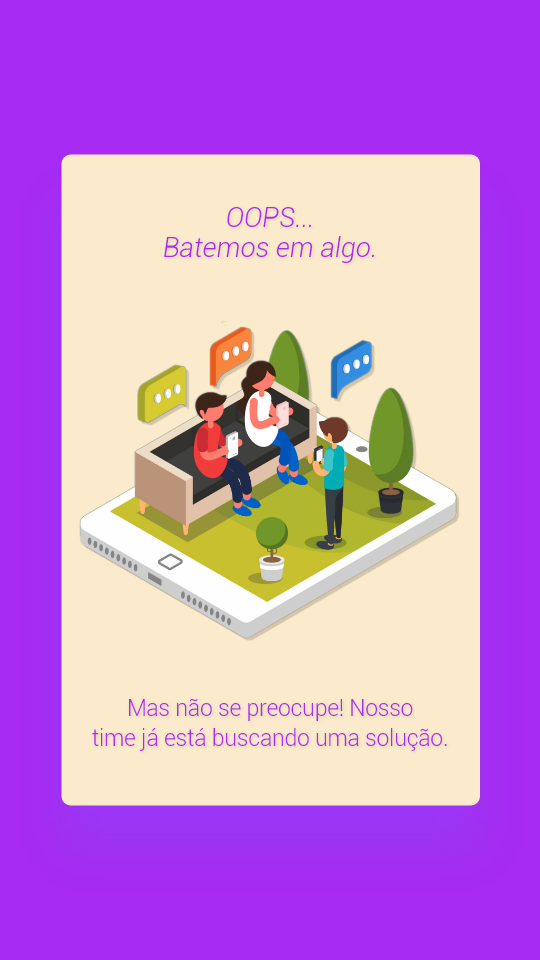 OOPS...
Batemos em algo.
Mas não se preocupe! Nosso
time já está buscando uma solução.